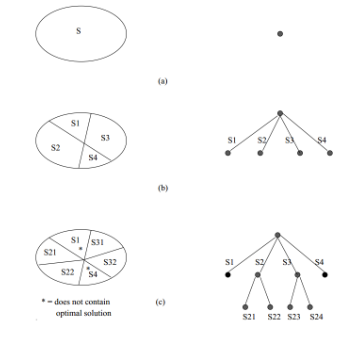 S
(a)
S1
S3
S2
S4
S1
S2
S3
S4
(b)
S1
S31
S21
*
S32
S22
*
S4
S1
S2
S3
S4
* = does not contain
optimal solution
(c)
S21
S22
S23
S24